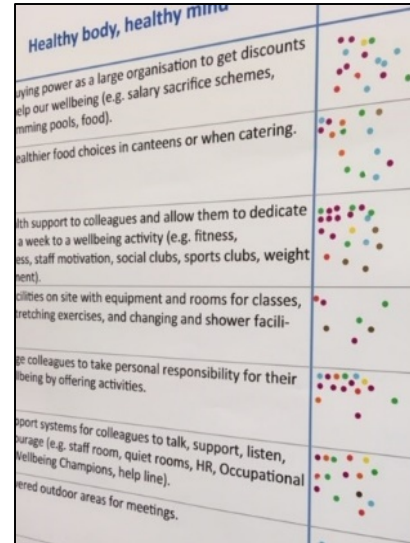 Healthy body, healthy mind
uying power as a large organisation to get discounts
elp our wellbeing (e.g. salary sacrifice schemes,
mming pools, food).
ealthier food choices in canteens or when catering.
lth support to colleagues and allow them to dedicate
a week to a wellbeing activity (e.g. fitness,
ess, staff motivation, social clubs, sports clubs, weight
ment).
cilities on site with equipment and rooms for classes,
tretching exercises, and changing and shower facili-
ge colleagues to take personal responsibility for their
lbeing by offering activities.
pport systems for colleagues to talk, support, listen,
ourage (e.g. staff room, quiet rooms, HR, Occupational
Wellbeing Champions, help line).
vered outdoor areas for meetings.